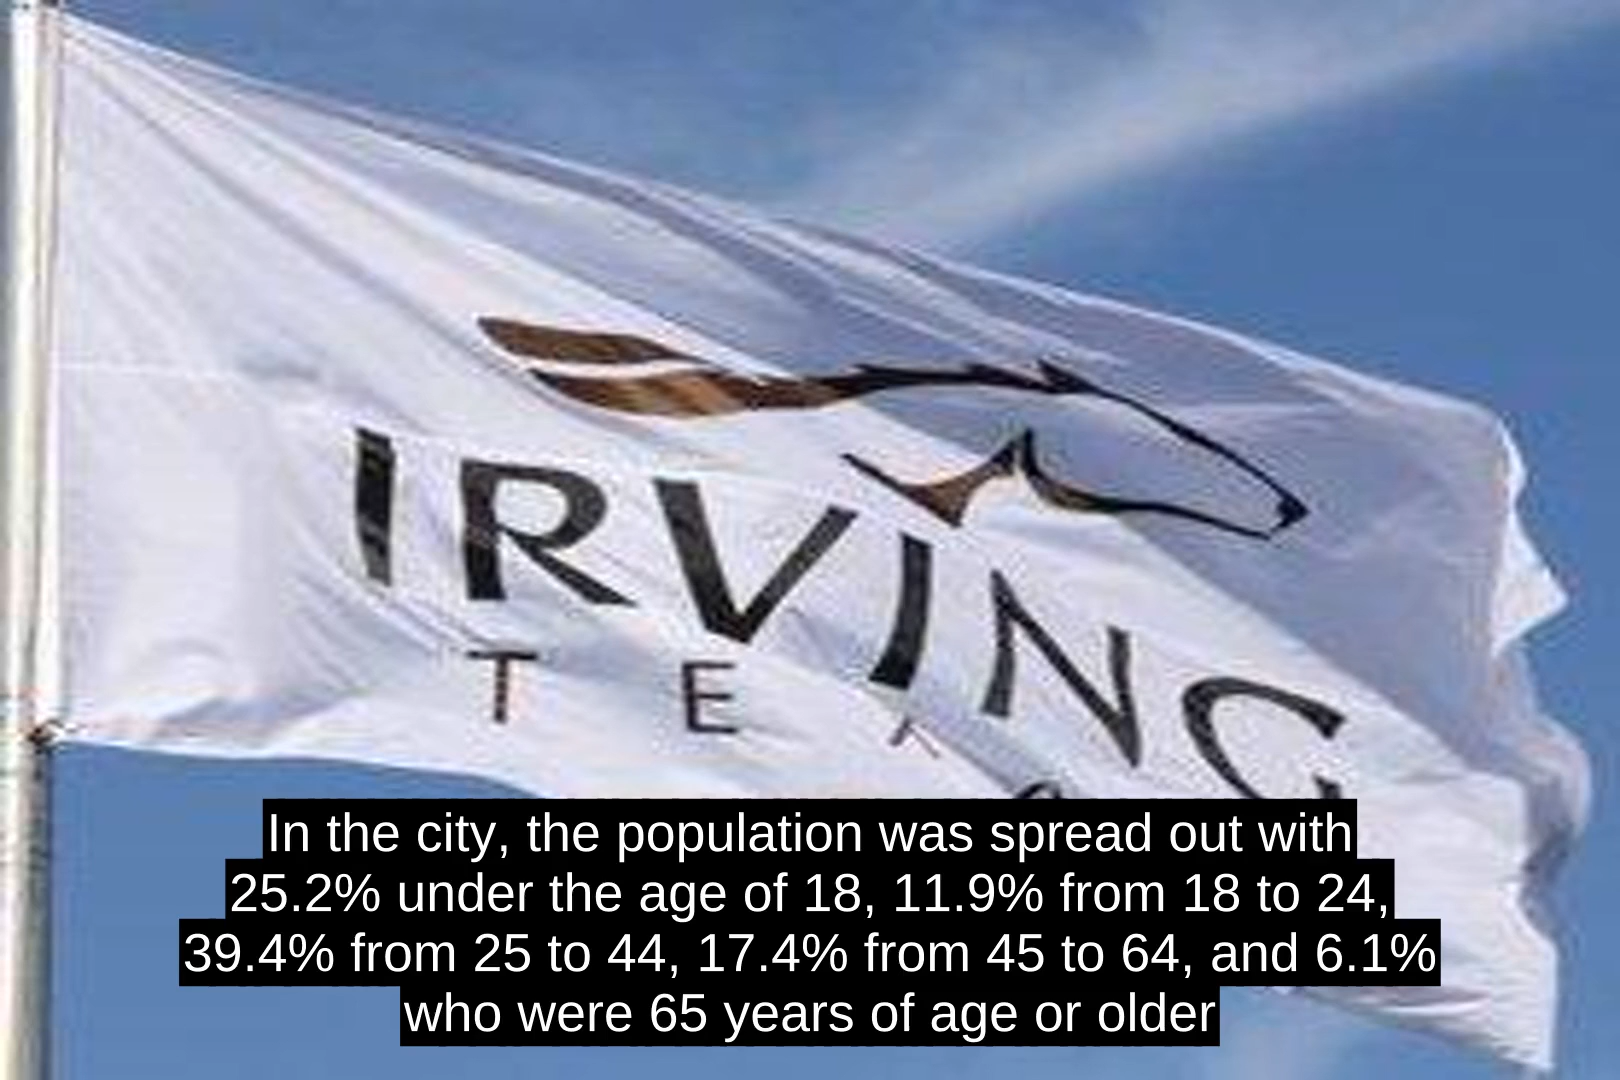 IRVING
TE
In the city, the population was spread out with
25.2% under the age of 18, 11.9% from 18 to 24,
39.4% from 25 to 44, 17.4% from 45 to 64, and 6.1%
who were 65 years of age or older